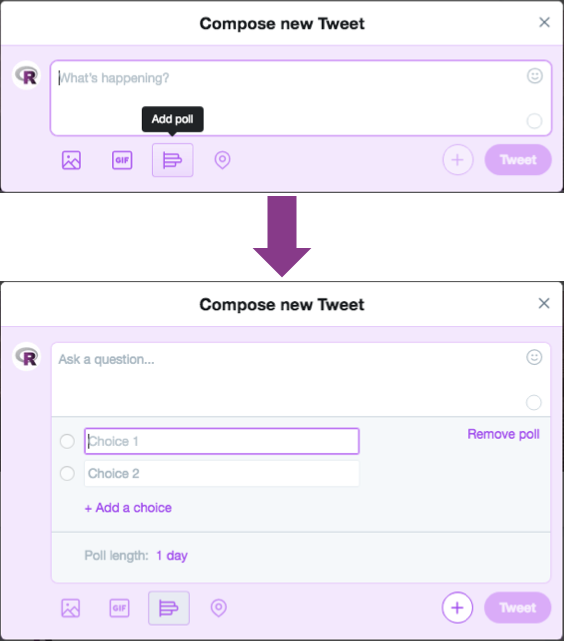 Compose new Tweet
R
What's happening?
Add poll
GIF
Tweet
Compose new Tweet
R
Ask a question...
Choice 1
Remove poll
Choice 2
+ Add a choice
Poll length: 1 day
GIF
Tweet